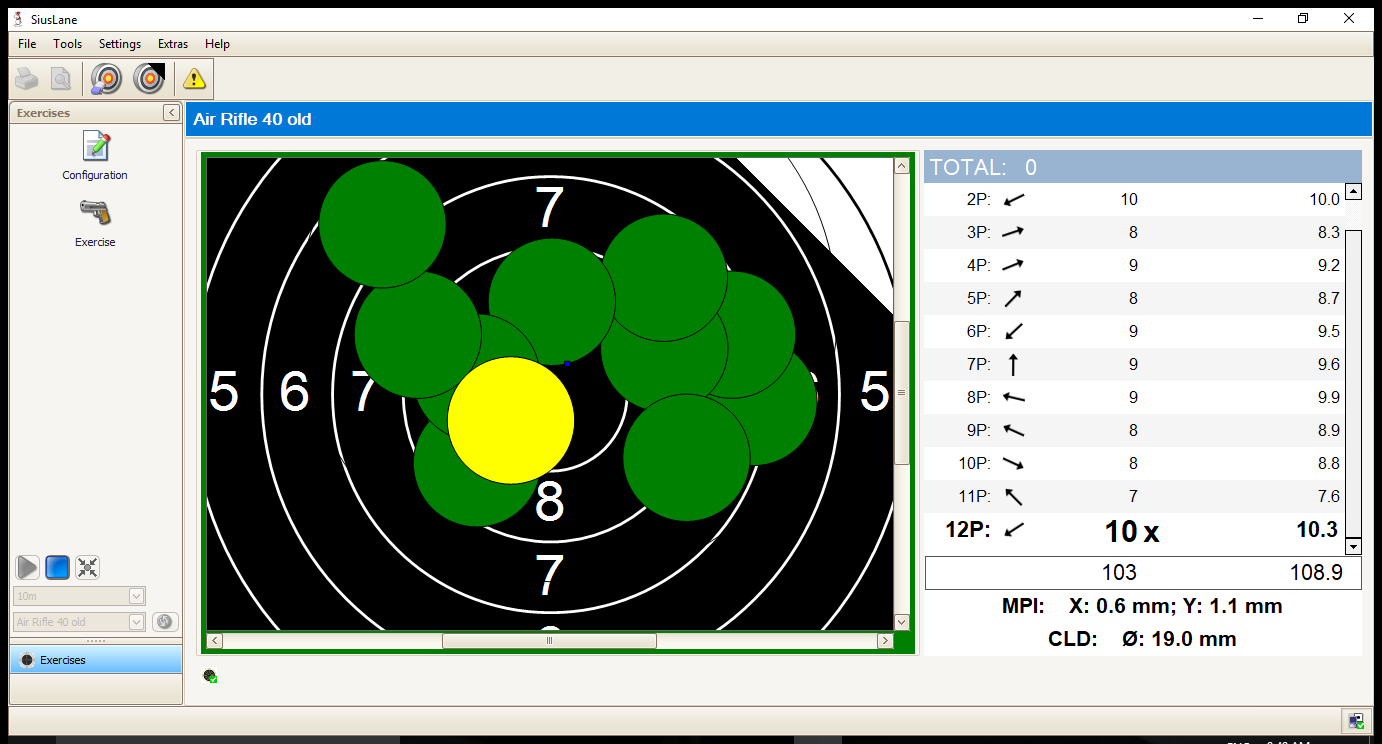 SiusLane
File Tools Settings Extras Help
Exercises
Configuration
Exercise
10m
Air Rifle 40 old
Exercises
Air Rifle 40 old
7
5 6 7 5
8
7
TOTAL: 0
2P: 10 10.0
3P: 8 8.3
4P: 9 9.2
5P: 8 8.7
6P: 9 9.5
7P: 9 9.6
8P: 9 9.9
9P: 8 8.9
10P: 8 8.8
11P: 7 7.6
12P: 10 x 10.3
103 108.9
MPI: X: 0.6 mm; Y: 1.1 mm
CLD: Ø: 19.0 mm